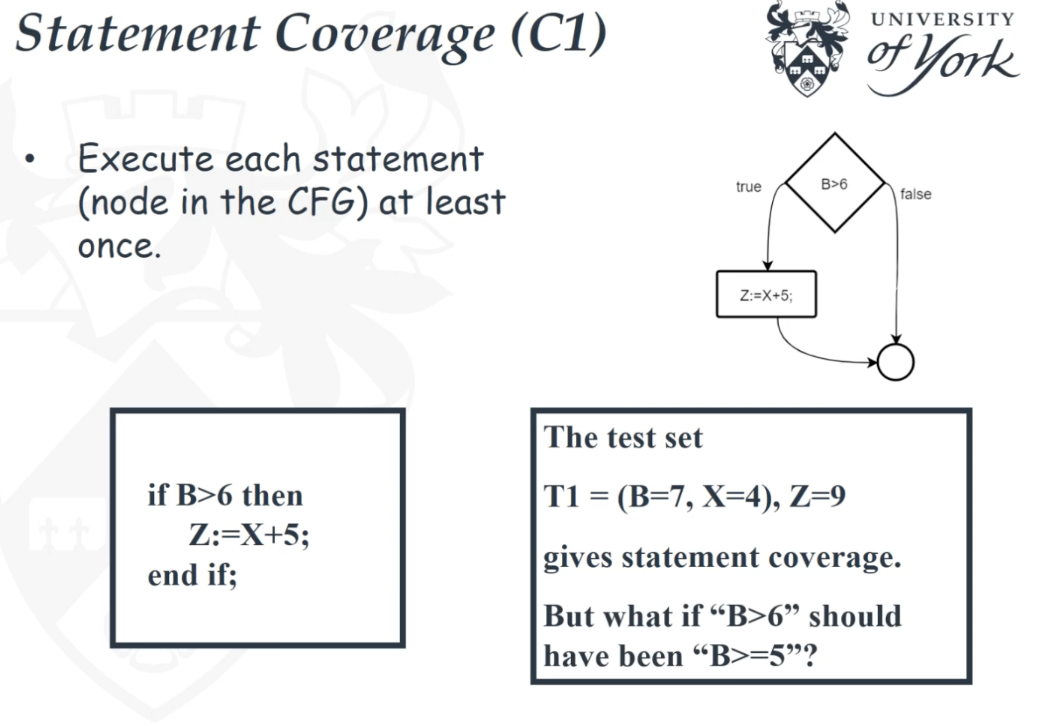 Statement Coverage (C1)
UNIVERSITY
of York
• Execute each statement
(node in the CFG) at least
once.
B>6
true
false
Z:=X+5;
if B>6 then
Z:=X+5;
end if;
The test set
T1 = (B=7, X=4), Z=9
gives statement coverage.
But what if “B>6” should
have been “B>=5”?